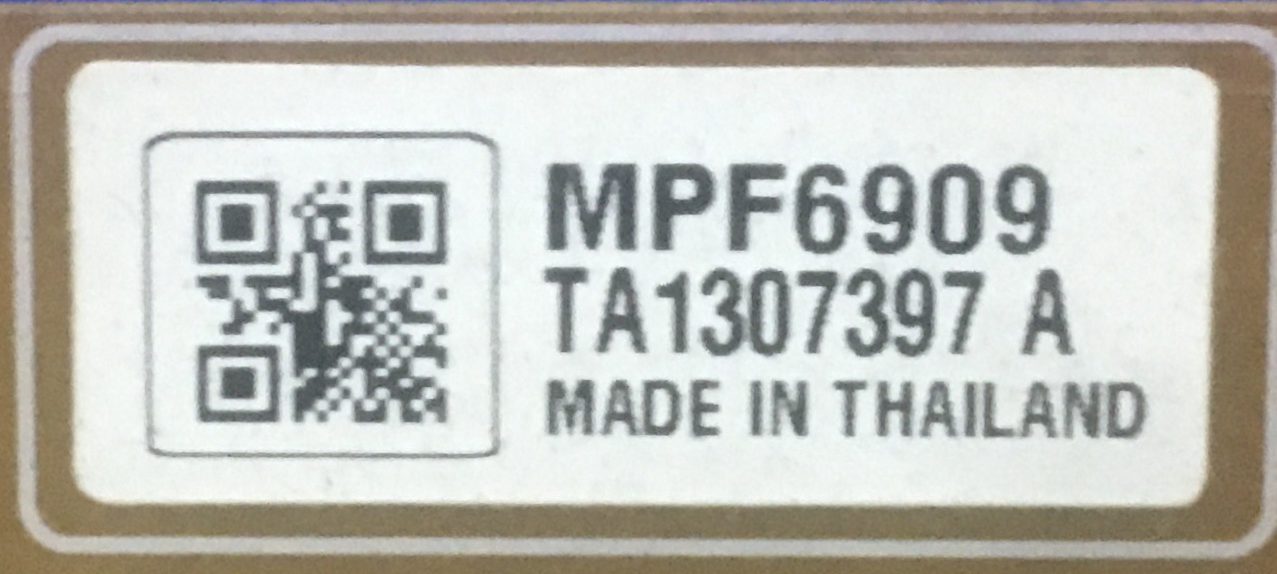 MPF6909
TA1307397 A
MADE IN THAILAND